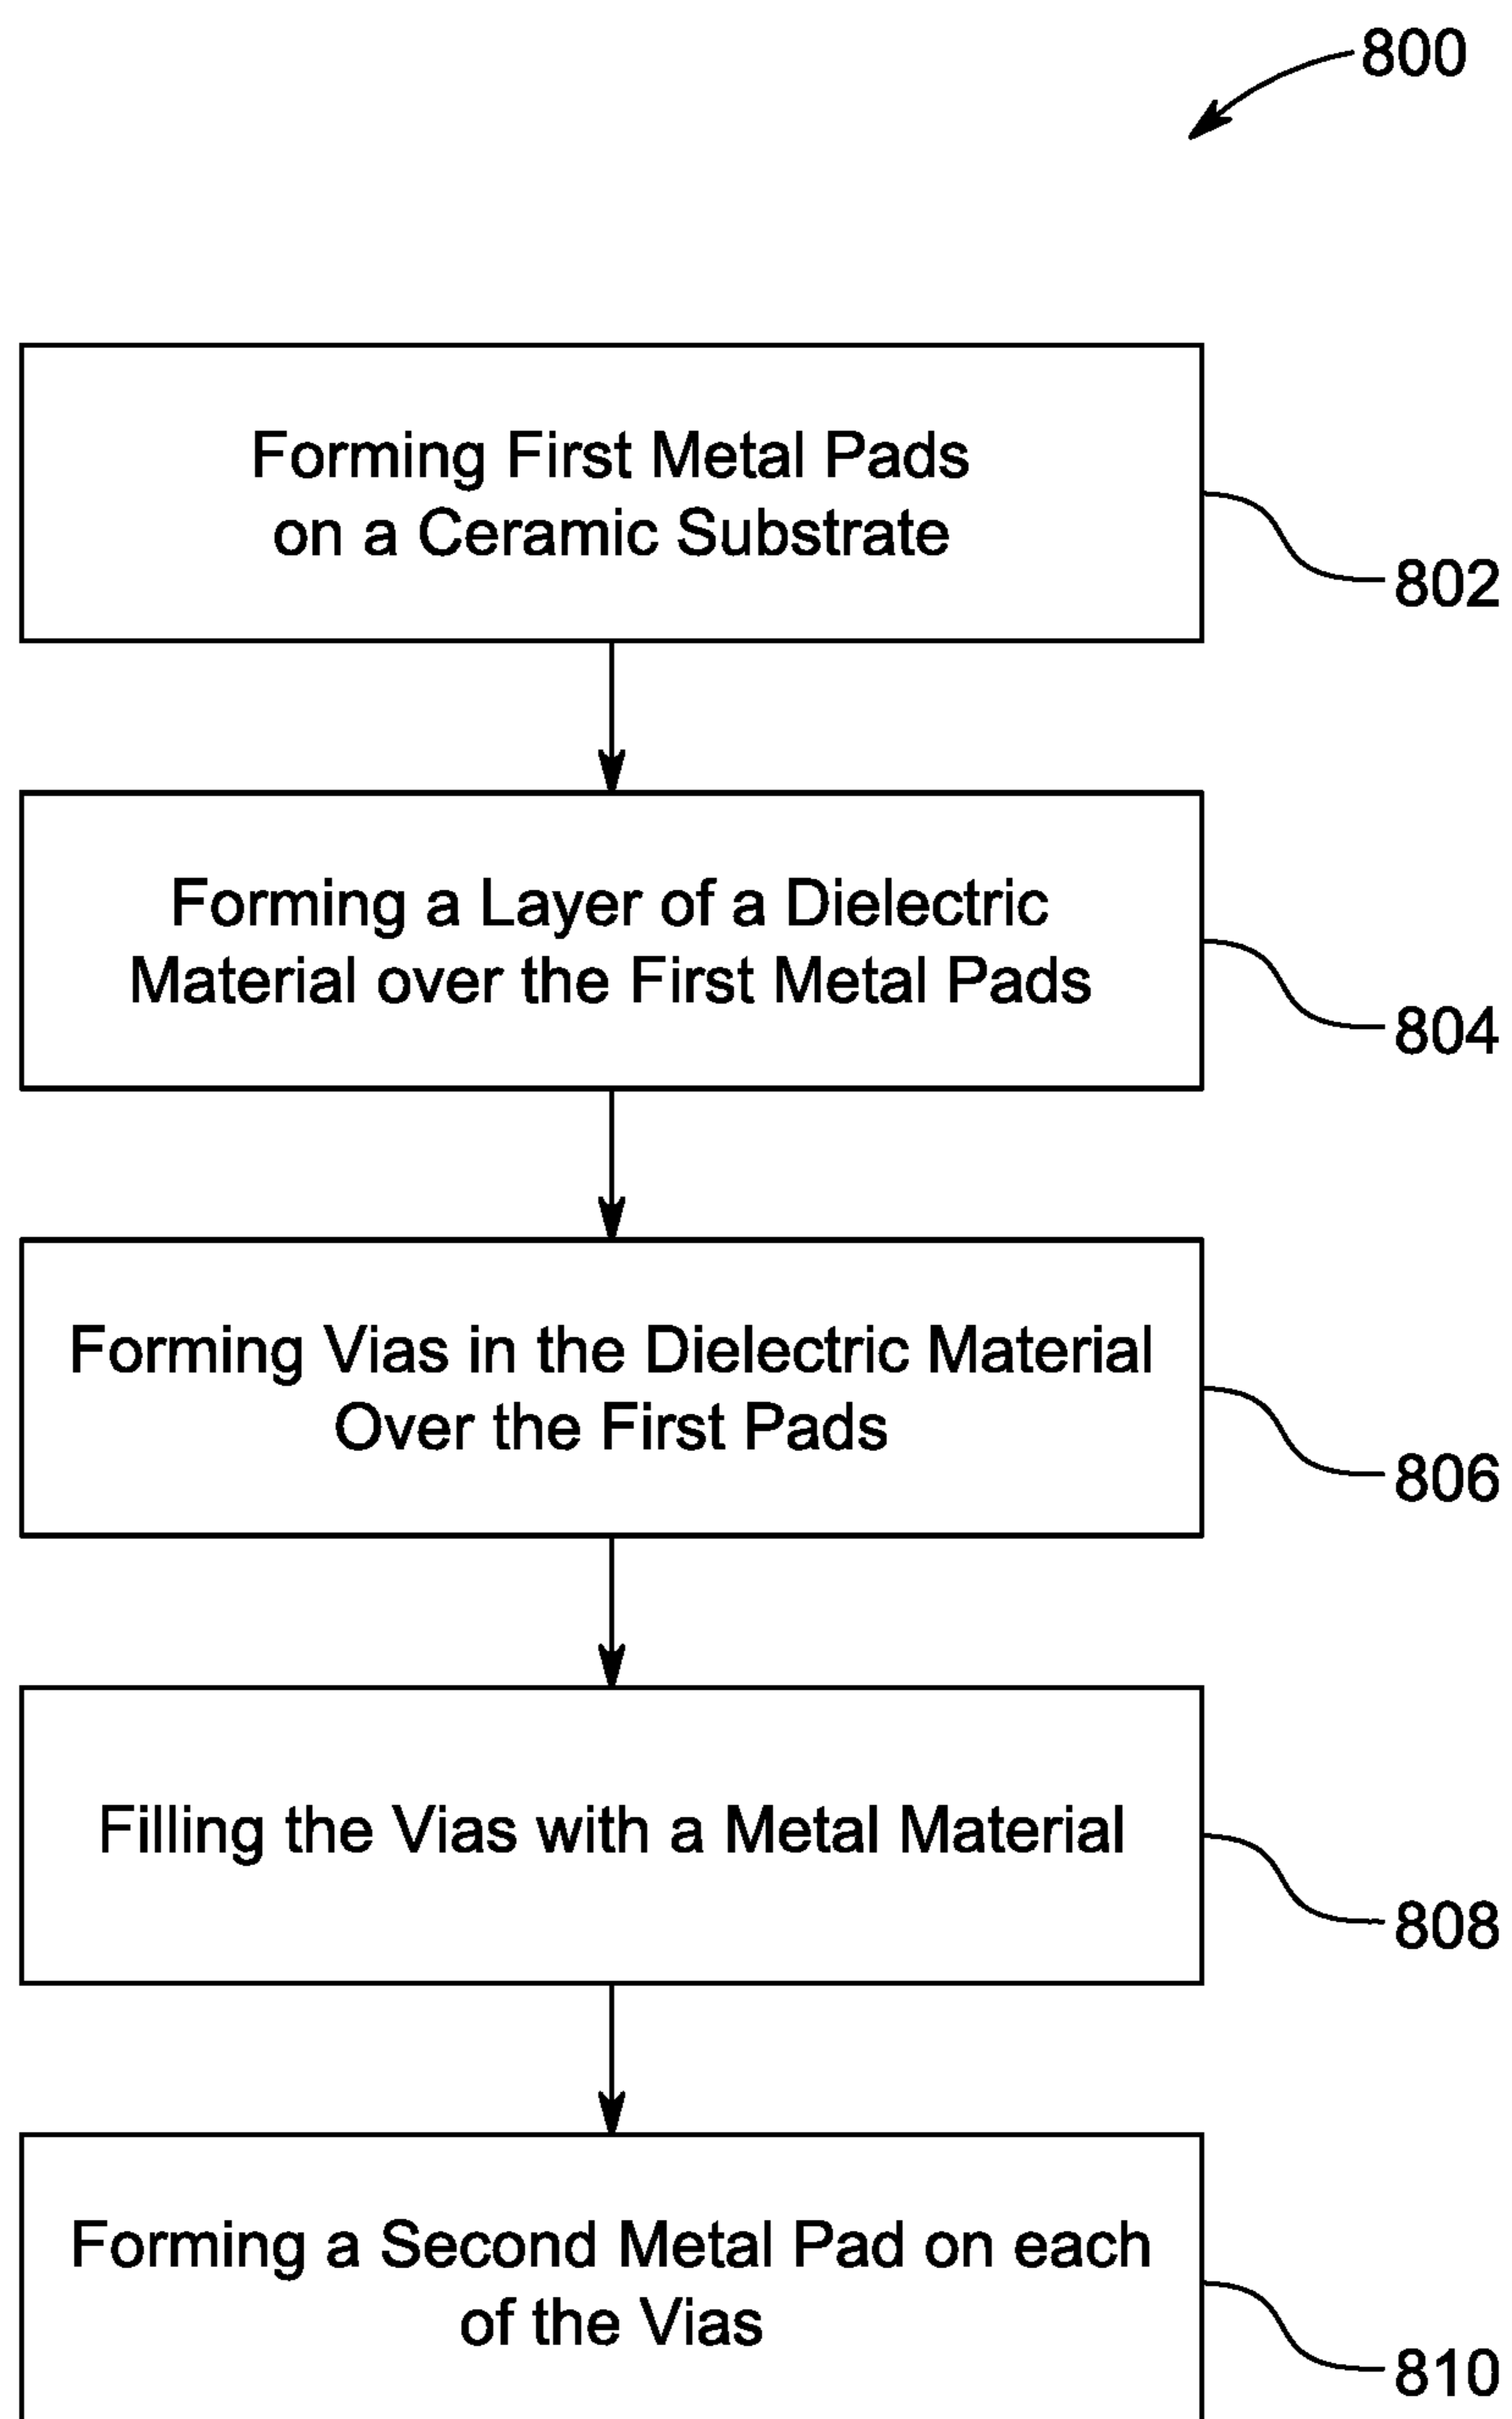 800
Forming First Metal Pads
on a Ceramic Substrate
802
Forming a Layer of a Dielectric
Material over the First Metal Pads
804
Forming Vias in the Dielectric Material
Over the First Pads
806
Filling the Vias with a Metal Material
808
Forming a Second Metal Pad on each
of the Vias
810